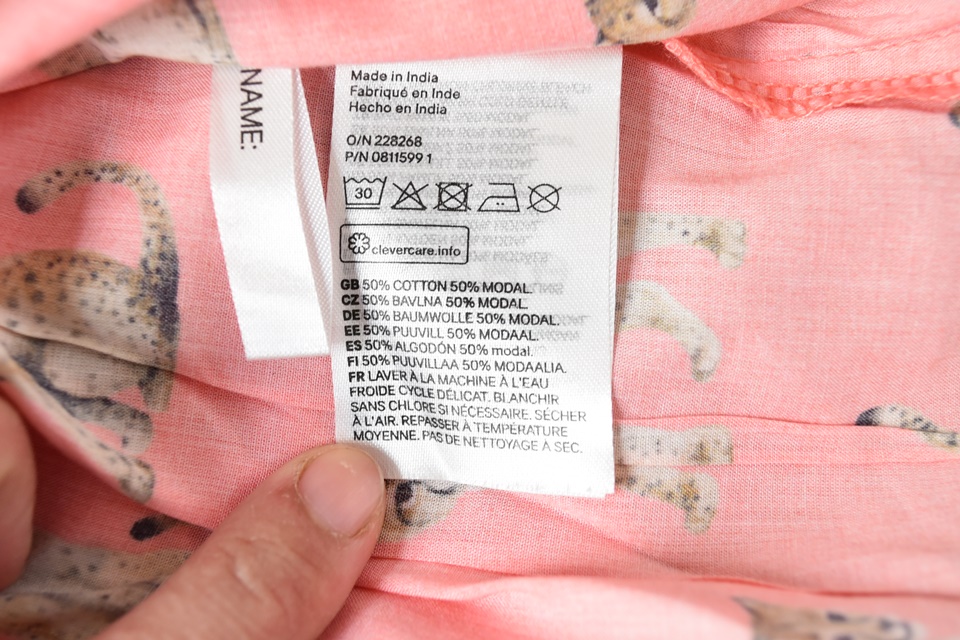 NAME:
Made in India
Fabriqué en Inde
Hecho en India
O/N 228268
P/N 0811599 1
30
clevercare.info
GB 50% COTTON 50% MODAL.
CZ 50% BAVLNA 50% MODAL.
DE 50% BAUMWOLLE 50% MODAL.
EE 50% PUUVILL 50% MODAAL.
ES 50% ALGODÓN 50% modal.
FI 50% PUUVILLAA 50% MODAALIA.
FR LAVER À LA MACHINE À L'EAU
FROIDE CYCLE DÉLICAT. BLANCHIR
SANS CHLORE SI NÉCESSAIRE. SÉCHER
À L'AIR. REPASSER À TEMPÉRATURE
MOYENNE. PAS DE NETTOYAGE À SEC.